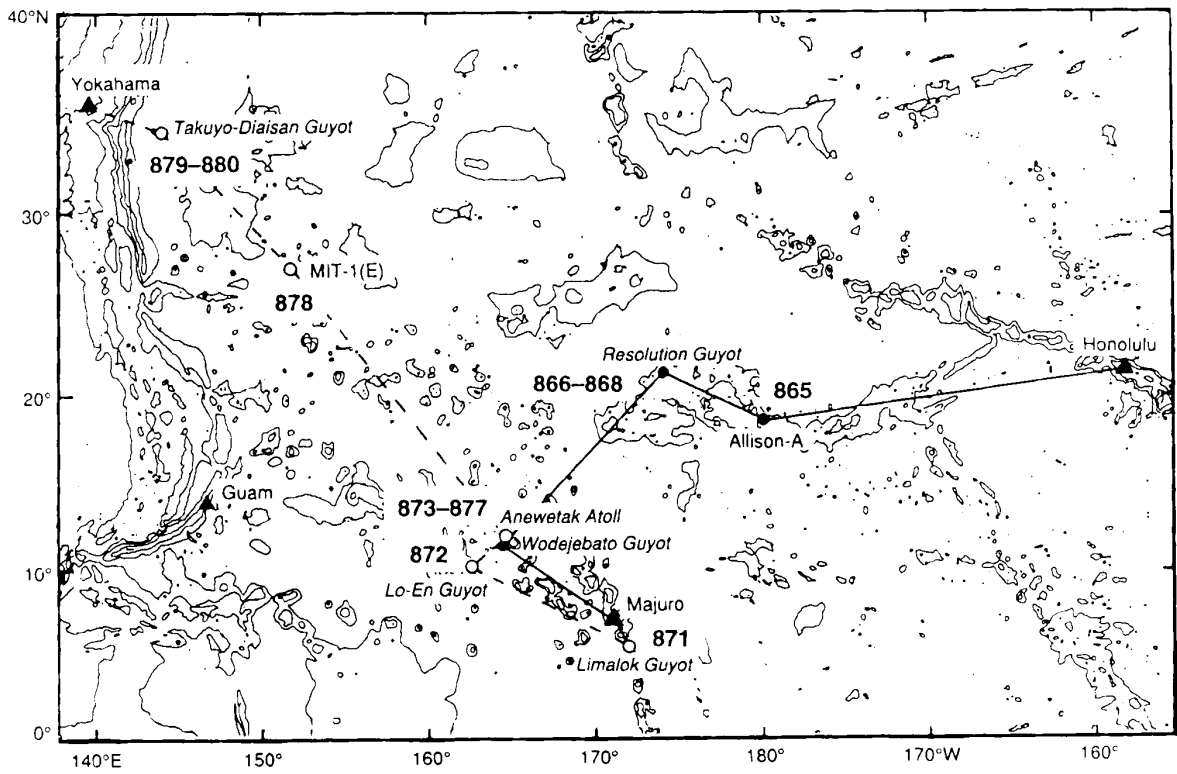 40°N
Yokahama
Takuyo-Diaisan Guyot
879–880
30°
MIT-1(E)
878
Honolulu
Resolution Guyot
866–868
865
20°
Allison-A
Guam
873–877
Anewetak Atoll
Wodejebato Guyot
872
10°
Lo-En Guyot
Majuro
871
Limalok Guyot
0°
140°E
150°
160°
170°
180°
170°W
160°